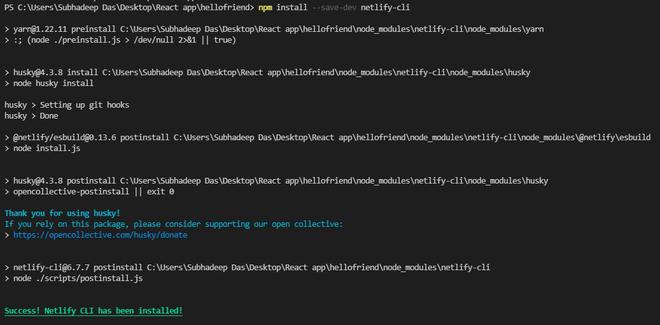 PS C:\Users\Subhadeep Das\Desktop\React app\hellofriend> npm install --save-dev netlify-cli
> yarn@1.22.11 preinstall C:\Users\Subhadeep Das\Desktop\React app\hellofriend\node_modules\netlify-cli\node_modules\yarn
> :; (node ./preinstall.js > /dev/null 2>&1 || true)
> husky@4.3.8 install C:\Users\Subhadeep Das\Desktop\React app\hellofriend\node_modules\netlify-cli\node_modules\husky
> node husky install
husky > Setting up git hooks
husky > Done
> @netlify/esbuild@0.13.6 postinstall C:\Users\Subhadeep Das\Desktop\React app\hellofriend\node_modules\netlify-cli\node_modules\@netlify\esbuild
> node install.js
> husky@4.3.8 postinstall C:\Users\Subhadeep Das\Desktop\React app\hellofriend\node_modules\netlify-cli\node_modules\husky
> opencollective-postinstall || exit 0
Thank you for using husky!
If you rely on this package, please consider supporting our open collective:
> https://opencollective.com/husky/donate
> netlify-cli@6.7.7 postinstall C:\Users\Subhadeep Das\Desktop\React app\hellofriend\node_modules\netlify-cli
> node ./scripts/postinstall.js
Success! Netlify CLI has been installed!